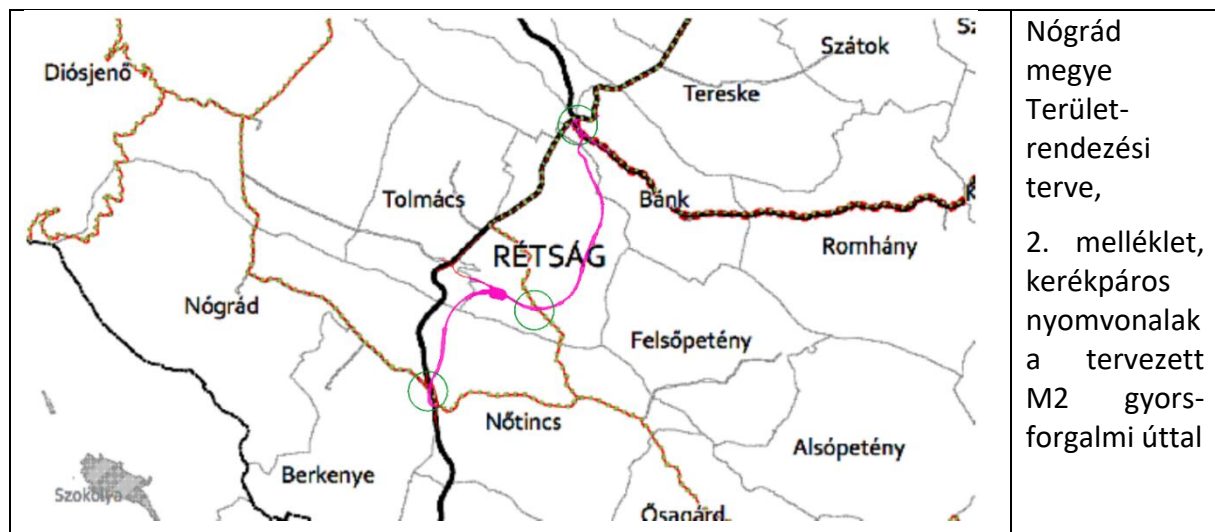 Szátok
Diósjenő
Tereske
Tolmács
Bánk
RÉTSÁG
Romhány
Nógrád
Felsőpetény
Nőtincs
Alsópetény
Berkenye
Szokolya
Ősagárd
Nógrád
megye
Terület-
rendezési
terve,
2. melléklet,
kerékpáros
nyomvonalak
a tervezett
M2 gyors-
forgalmi úttal